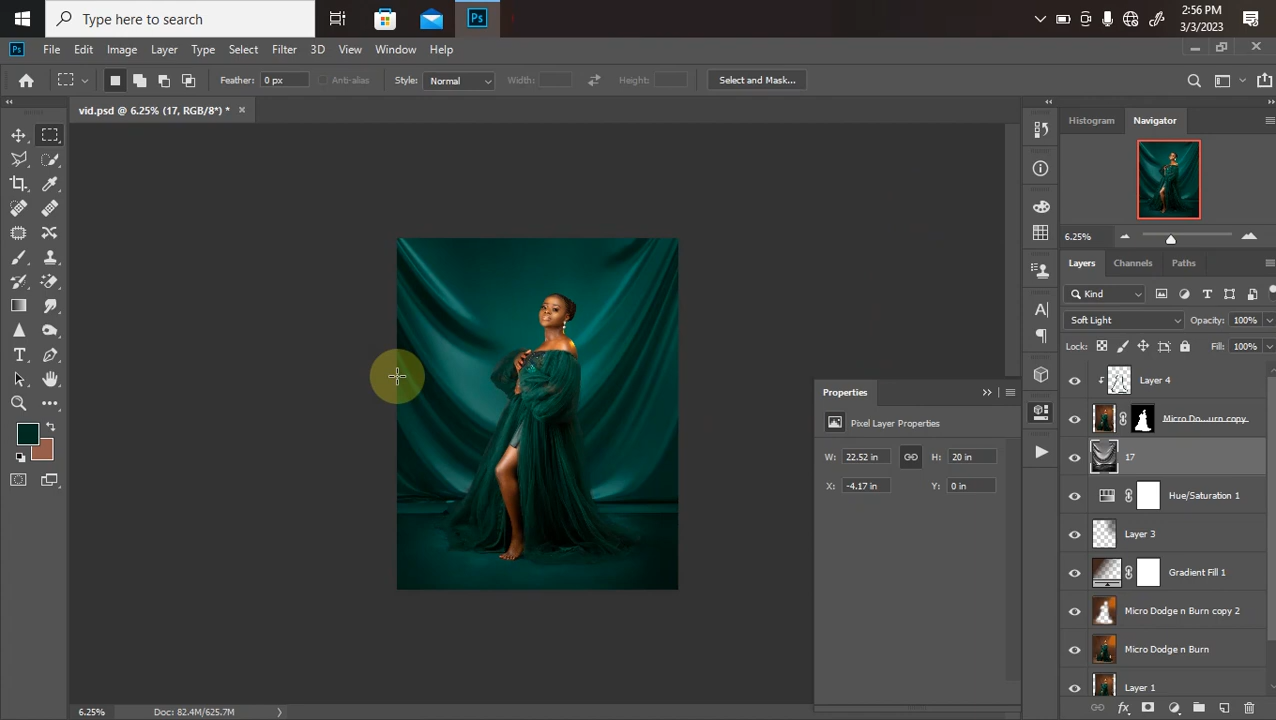 Type here to search
Ps
2:56 PM
3/3/2023
Ps File Edit Image Layer Type Select Filter 3D View Window Help
Feather: 0 px Anti-alias Style: Normal Width: Height: Select and Mask...
vid.psd @ 6.25% (17, RGB/8*) *
Histogram Navigator
6.25%
Layers Channels Paths
Kind
Soft Light Opacity: 100%
Lock: Fill: 100%
Layer 4
Properties
Micro Do...urn copy
Pixel Layer Properties
W: 22.52 in H: 20 in
17
X: -4.17 in Y: 0 in
Hue/Saturation 1
Layer 3
Gradient Fill 1
Micro Dodge n Burn copy 2
Micro Dodge n Burn
Layer 1
6.25% Doc: 82.4M/625.7M